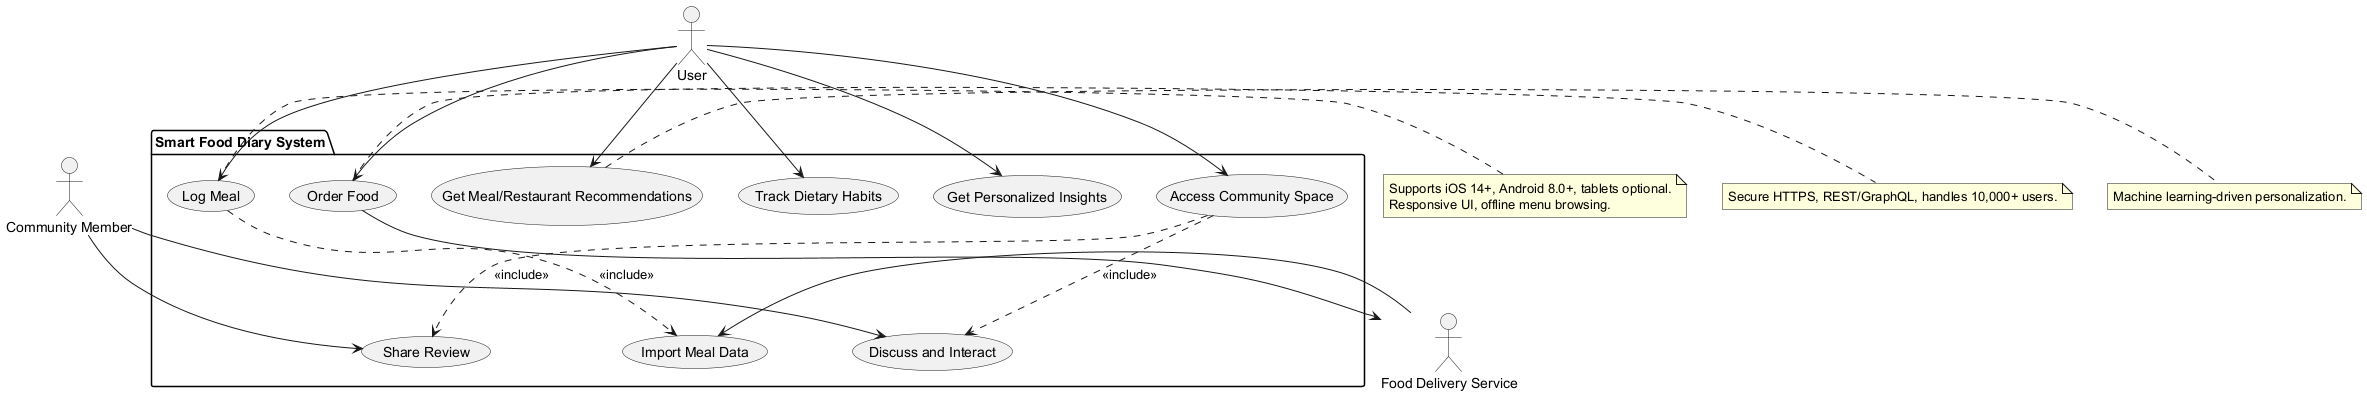 User
Smart Food Diary System
Community Member
Log Meal
Order Food
Get Meal/Restaurant Recommendations
Track Dietary Habits
Get Personalized Insights
Access Community Space
Supports iOS 14+, Android 8.0+, tablets optional.
Responsive UI, offline menu browsing.
Secure HTTPS, REST/GraphQL, handles 10,000+ users.
Machine learning-driven personalization.
«include»
«include»
«include»
Share Review
Import Meal Data
Discuss and Interact
Food Delivery Service